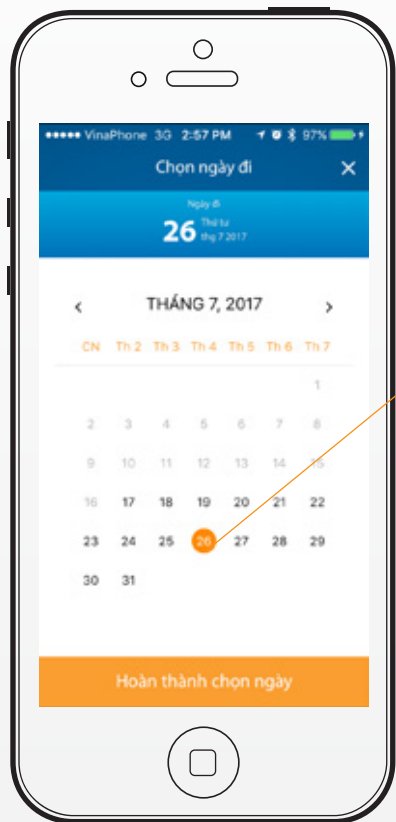 VinaPhone 3G 2:57 PM 97%
Chọn ngày đi
Ngày đi
26 Thứ tư
thg 7 2017
THÁNG 7, 2017
CN Th 2 Th 3 Th 4 Th 5 Th 6 Th 7
1
2 3 4 5 6 7 8
9 10 11 12 13 14 15
16 17 18 19 20 21 22
23 24 25 26 27 28 29
30 31
Hoàn thành chọn ngày